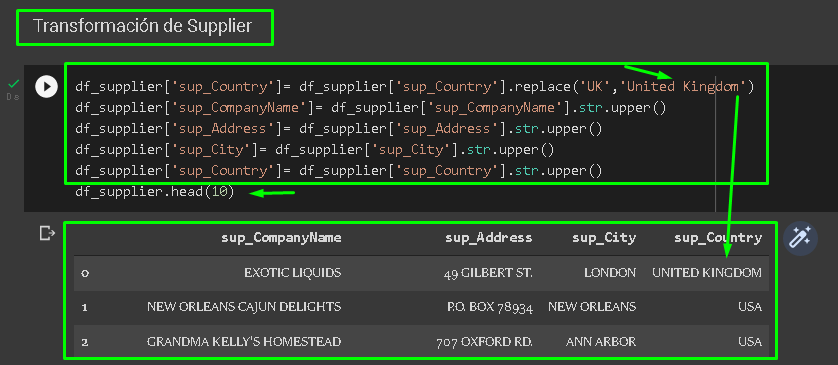 Transformación de Supplier
df_supplier['sup_Country']= df_supplier['sup_Country'].replace('UK','United Kingdom')
df_supplier['sup_CompanyName']= df_supplier['sup_CompanyName'].str.upper()
df_supplier['sup_Address']= df_supplier['sup_Address'].str.upper()
df_supplier['sup_City']= df_supplier['sup_City'].str.upper()
df_supplier['sup_Country']= df_supplier['sup_Country'].str.upper()
df_supplier.head(10)
0 s
sup_CompanyName sup_Address sup_City sup_Country
0 EXOTIC LIQUIDS 49 GILBERT ST. LONDON UNITED KINGDOM
1 NEW ORLEANS CAJUN DELIGHTS P.O. BOX 78934 NEW ORLEANS USA
2 GRANDMA KELLY'S HOMESTEAD 707 OXFORD RD. ANN ARBOR USA